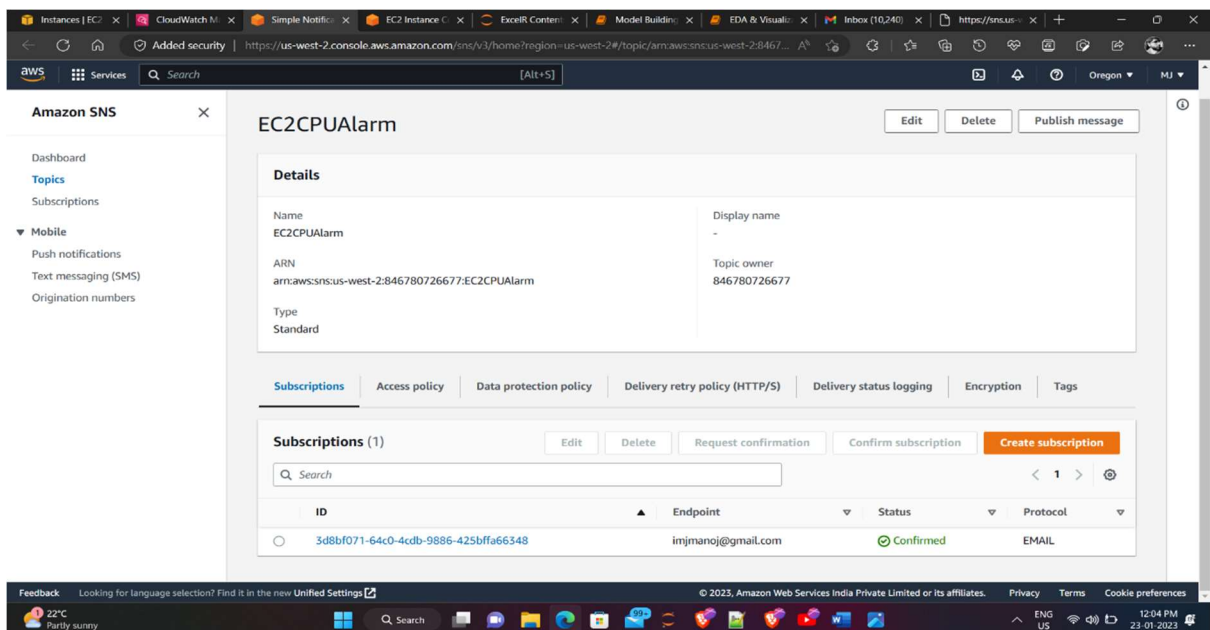 Instances | EC2
CloudWatch M
Simple Notific
EC2 Instance C
ExcelR Content
Model Building
EDA & Visualiz
Inbox (10,240)
https://sns.us-w
Added security
https://us-west-2.console.aws.amazon.com/sns/v3/home?region=us-west-2#/topic/arn:aws:sns:us-west-2:8467...
aws
Services
Search
[Alt+S]
Oregon
MJ
Amazon SNS
Dashboard
Topics
Subscriptions
Mobile
Push notifications
Text messaging (SMS)
Origination numbers
EC2CPUAlarm
Edit
Delete
Publish message
Details
Name
EC2CPUAlarm
Display name
-
ARN
arn:aws:sns:us-west-2:846780726677:EC2CPUAlarm
Topic owner
846780726677
Type
Standard
Subscriptions
Access policy
Data protection policy
Delivery retry policy (HTTP/S)
Delivery status logging
Encryption
Tags
Subscriptions (1)
Edit
Delete
Request confirmation
Confirm subscription
Create subscription
Search
1
ID
Endpoint
Status
Protocol
3d8bf071-64c0-4cdb-9886-425bffa66348
imjmanoj@gmail.com
Confirmed
EMAIL
Feedback
Looking for language selection? Find it in the new Unified Settings
© 2023, Amazon Web Services India Private Limited or its affiliates.
Privacy
Terms
Cookie preferences
1
22°C
Partly sunny
Search
99+
ENG
US
12:04 PM
23-01-2023